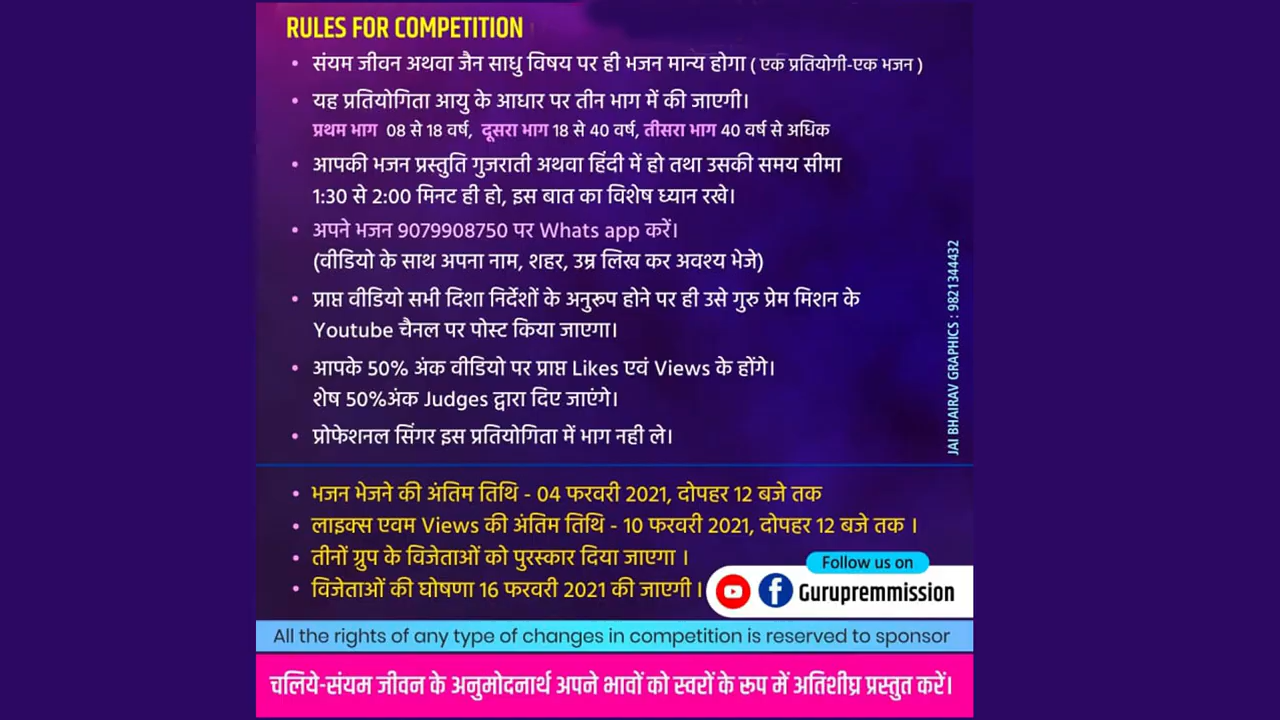 RULES FOR COMPETITION
• संयम जीवन अथवा जैन साधु विषय पर ही भजन मान्य होगा ( एक प्रतियोगी-एक भजन )
• यह प्रतियोगिता आयु के आधार पर तीन भाग में की जाएगी।
प्रथम भाग 08 से 18 वर्ष, दूसरा भाग 18 से 40 वर्ष, तीसरा भाग 40 वर्ष से अधिक
• आपकी भजन प्रस्तुति गुजराती अथवा हिंदी में हो तथा उसकी समय सीमा
1:30 से 2:00 मिनट ही हो, इस बात का विशेष ध्यान रखे।
• अपने भजन 9079908750 पर Whats app करें।
(वीडियो के साथ अपना नाम, शहर, उम्र लिख कर अवश्य भेजे)
• प्राप्त वीडियो सभी दिशा निर्देशों के अनुरूप होने पर ही उसे गुरु प्रेम मिशन के
Youtube चैनल पर पोस्ट किया जाएगा।
• आपके 50% अंक वीडियो पर प्राप्त Likes एवं Views के होंगे।
शेष 50%अंक Judges द्वारा दिए जाएंगे।
• प्रोफेशनल सिंगर इस प्रतियोगिता में भाग नही ले।
JAI BHAIRAV GRAPHICS : 9821344432
• भजन भेजने की अंतिम तिथि - 04 फरवरी 2021, दोपहर 12 बजे तक
• लाइक्स एवम Views की अंतिम तिथि - 10 फरवरी 2021, दोपहर 12 बजे तक ।
• तीनों ग्रुप के विजेताओं को पुरस्कार दिया जाएगा ।
• विजेताओं की घोषणा 16 फरवरी 2021 की जाएगी ।
Follow us on
Gurupremmission
All the rights of any type of changes in competition is reserved to sponsor
चलिये-संयम जीवन के अनुमोदनार्थ अपने भावों को स्वरों के रूप में अतिशीघ्र प्रस्तुत करें।